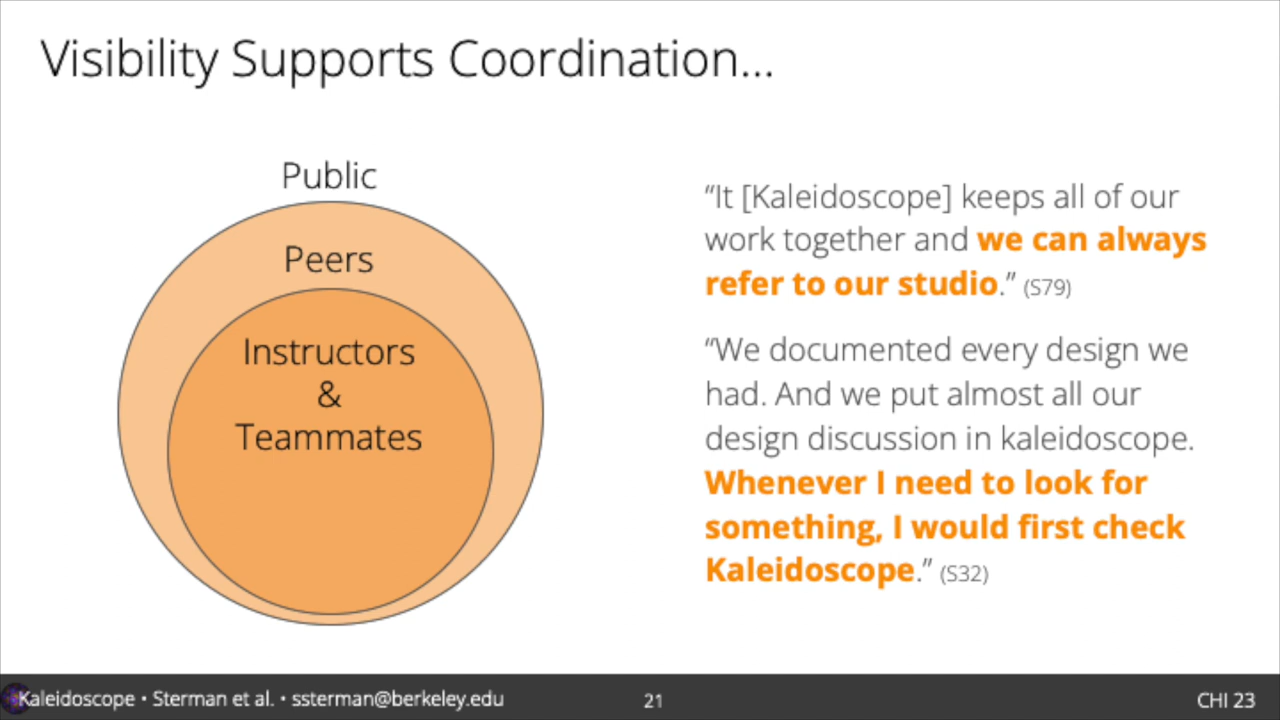 Visibility Supports Coordination...
Public
Peers
Instructors
&
Teammates
“It [Kaleidoscope] keeps all of our
work together and we can always
refer to our studio.” (S79)
“We documented every design we
had. And we put almost all our
design discussion in kaleidoscope.
Whenever I need to look for
something, I would first check
Kaleidoscope.” (S32)
Kaleidoscope • Sterman et al. • ssterman@berkeley.edu
21
CHI 23